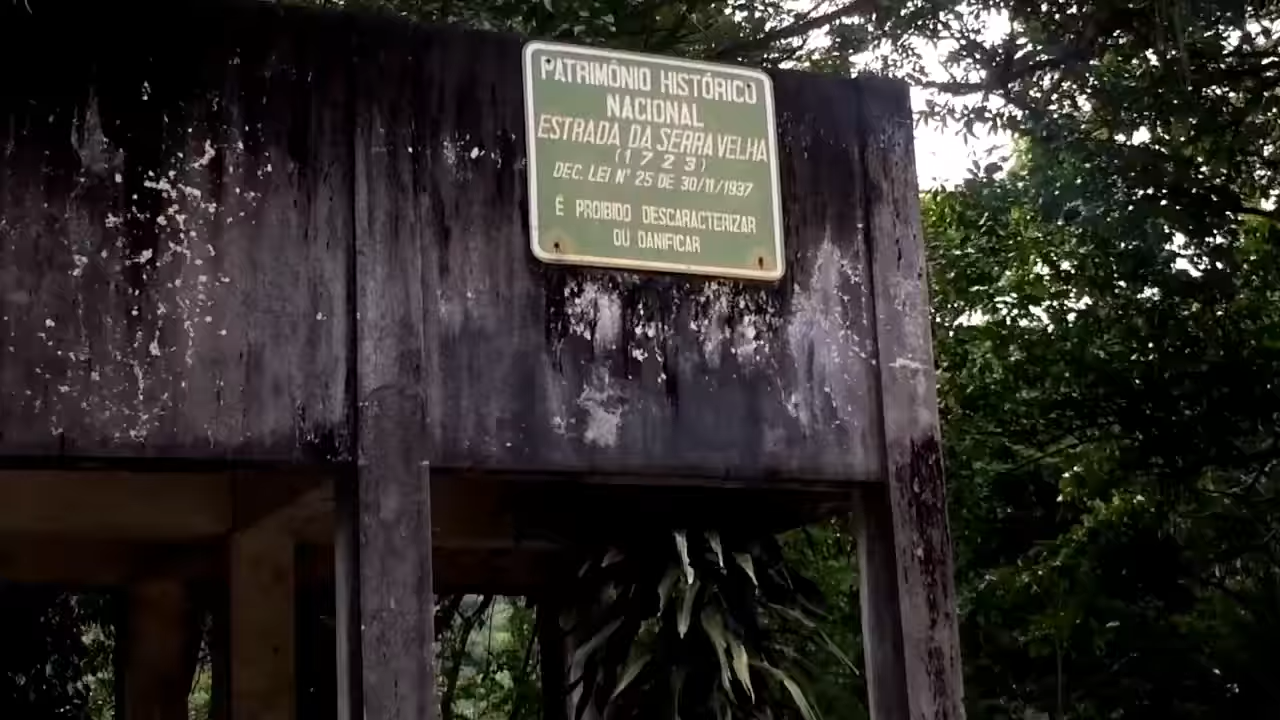 PATRIMÔNIO HISTÓRICO
NACIONAL
ESTRADA DA SERRA VELHA
(1723)
DEC. LEI N° 25 DE 30/11/1937
É PROIBIDO DESCARACTERIZAR
OU DANIFICAR